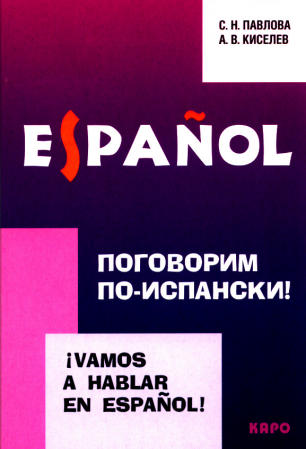 С. Н. ПАВЛОВА
А. В. КИСЕЛЕВ
ESPAÑOL
ПОГОВОРИМ
ПО-ИСПАНСКИ!
¡VAMOS
A HABLAR
EN ESPAÑOL!
КАРО